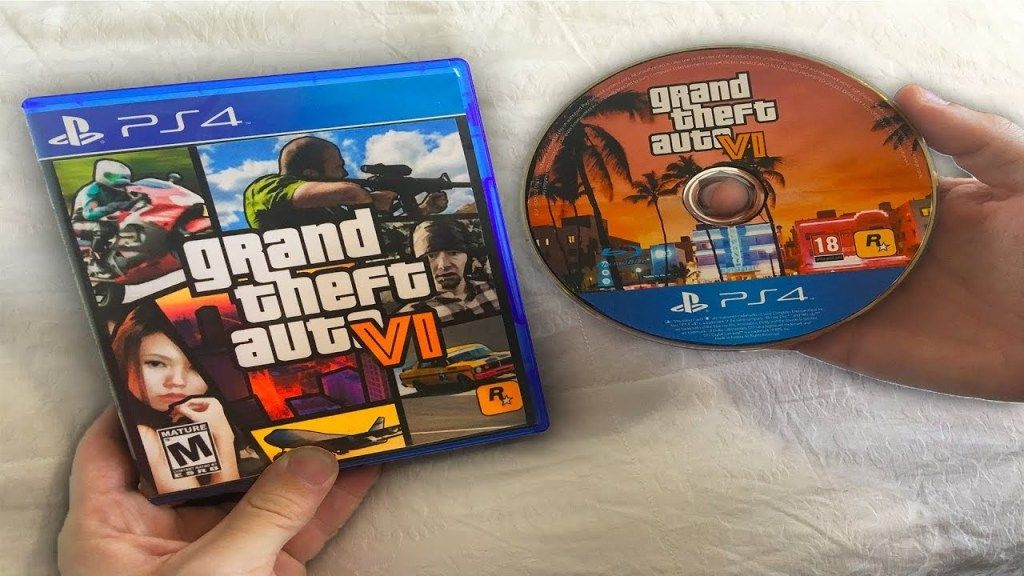 PS4
grand
theft
auto VI
MATURE
M
ESRB
R
grand
theft
auto VI
18
R
PS4